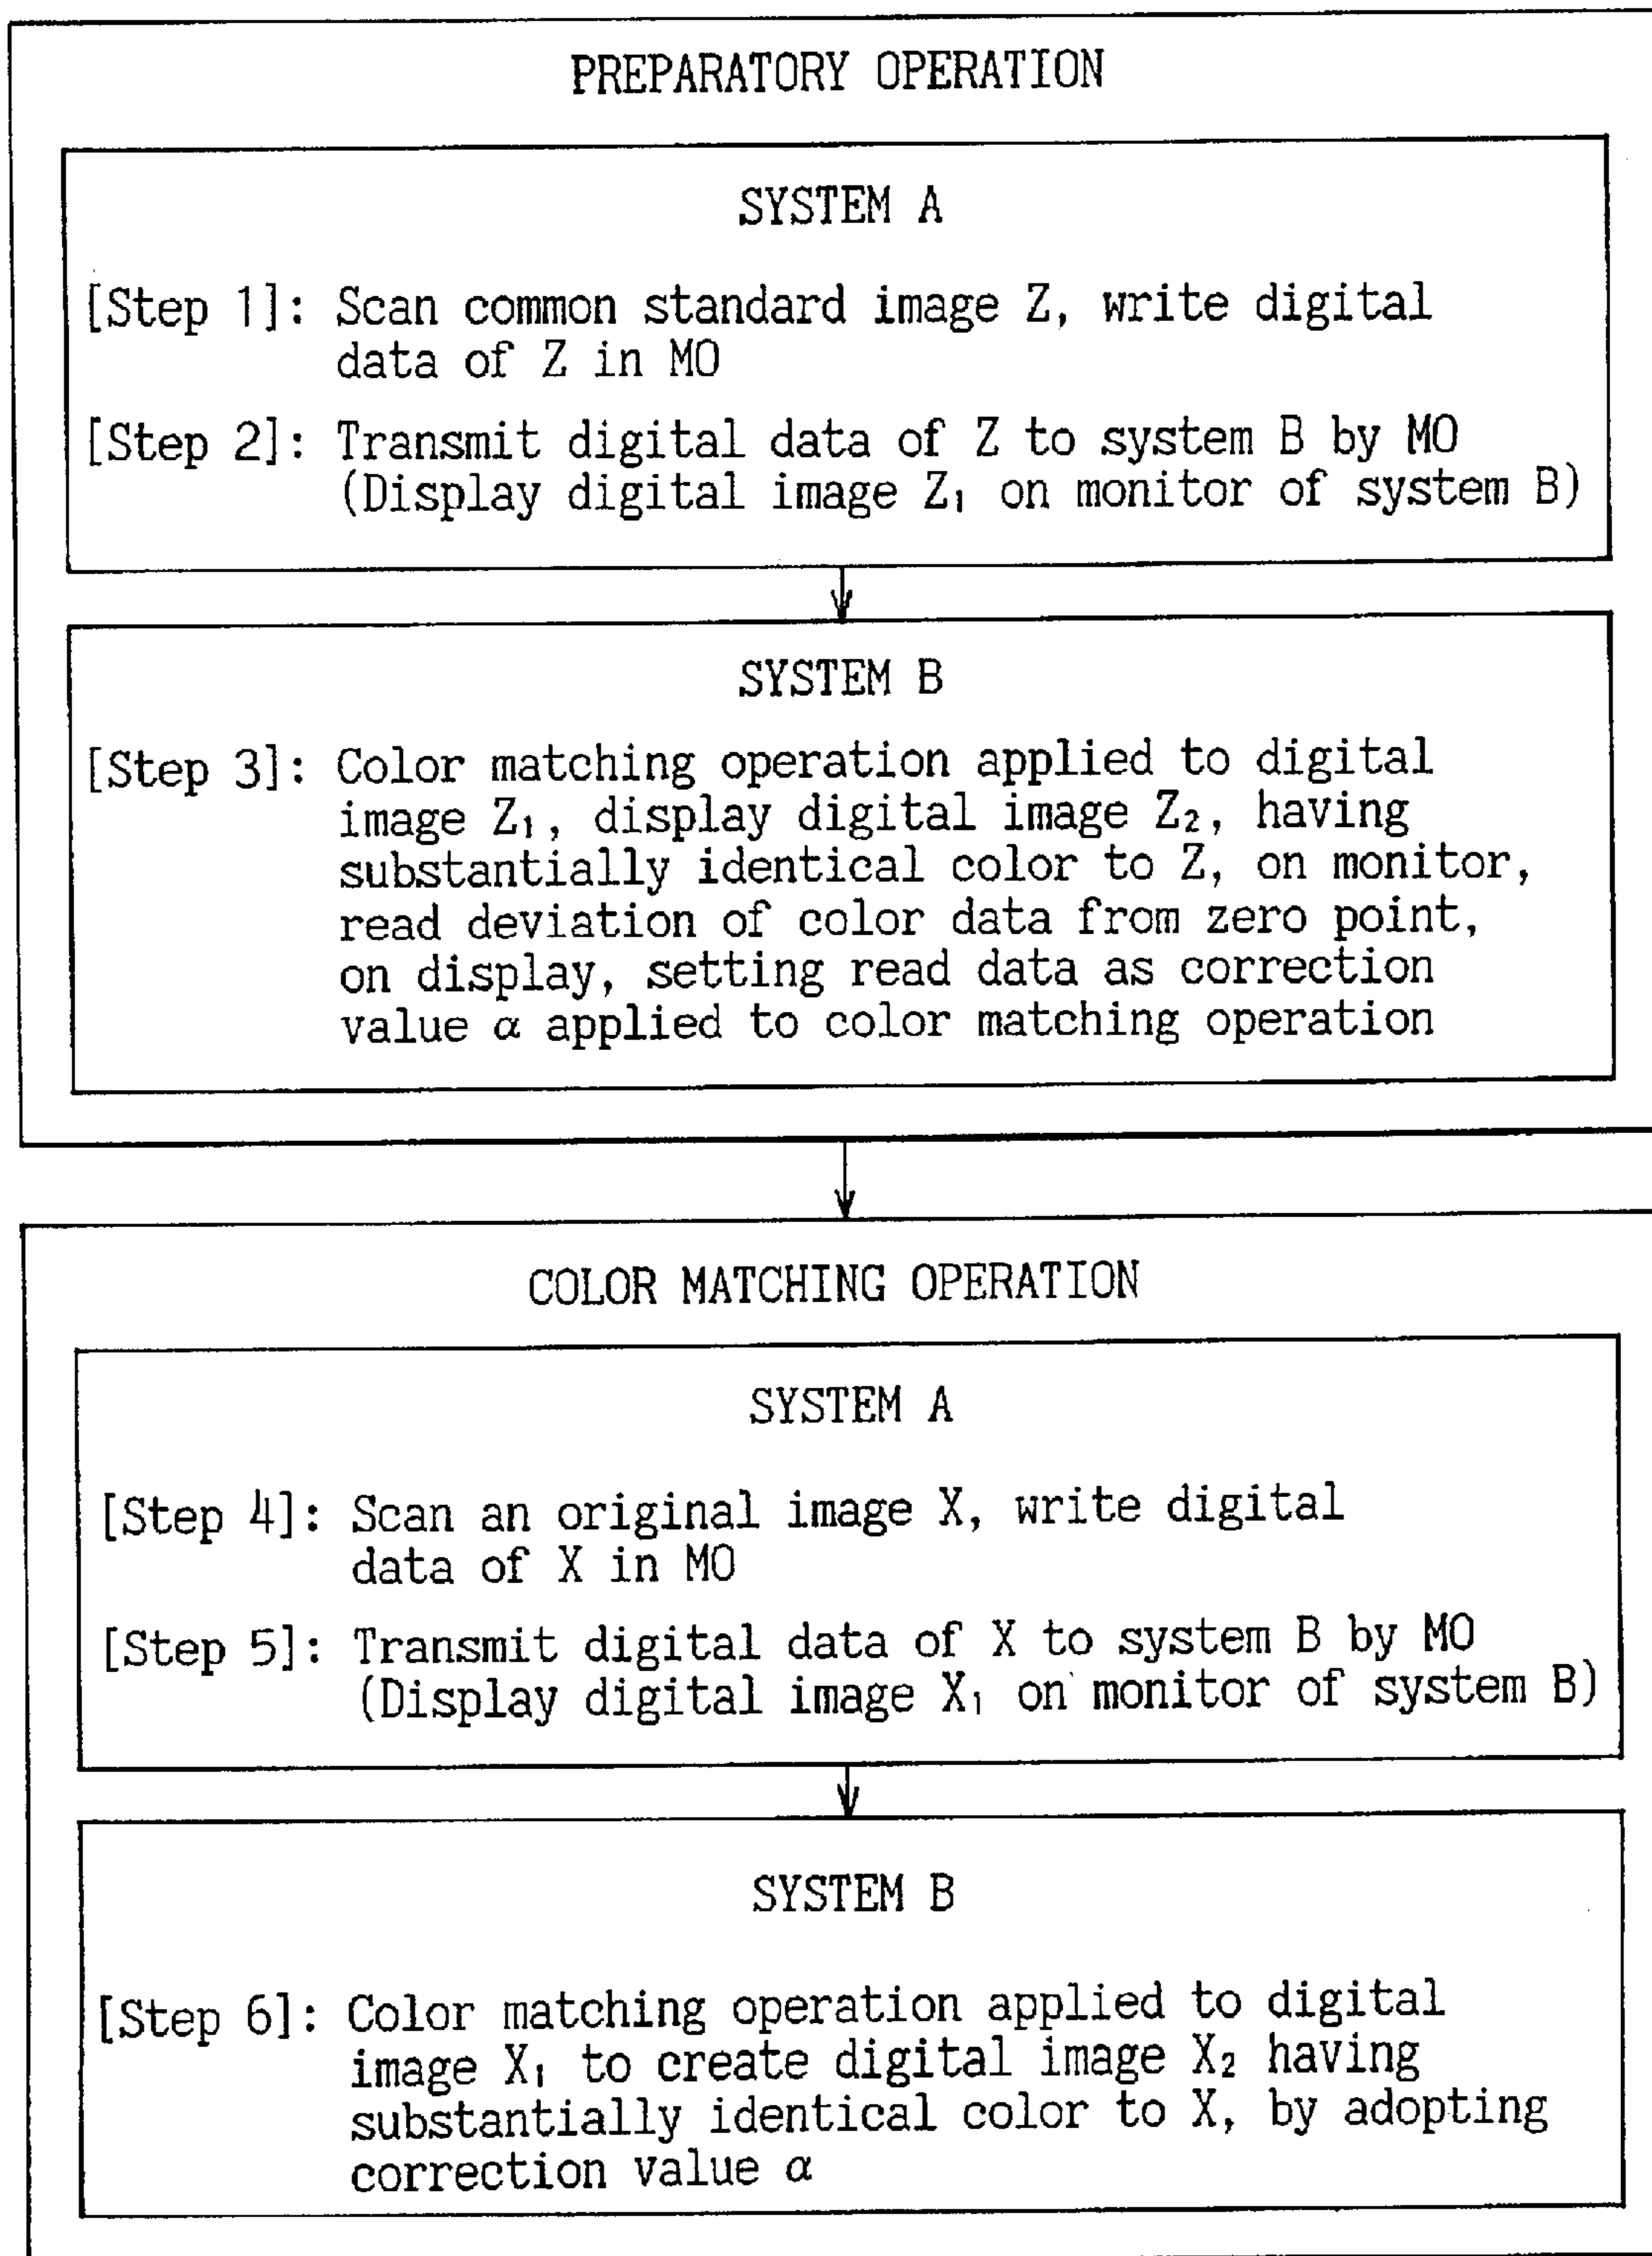 PREPARATORY OPERATION
SYSTEM A
[Step 1]: Scan common standard image Z, write digital
data of Z in MO
[Step 2]: Transmit digital data of Z to system B by MO
(Display digital image Z₁ on monitor of system B)
SYSTEM B
[Step 3]: Color matching operation applied to digital
image Z₁, display digital image Z₂, having
substantially identical color to Z, on monitor,
read deviation of color data from zero point,
on display, setting read data as correction
value α applied to color matching operation
COLOR MATCHING OPERATION
SYSTEM A
[Step 4]: Scan an original image X, write digital
data of X in MO
[Step 5]: Transmit digital data of X to system B by MO
(Display digital image X₁ on monitor of system B)
SYSTEM B
[Step 6]: Color matching operation applied to digital
image X₁ to create digital image X₂ having
substantially identical color to X, by adopting
correction value α